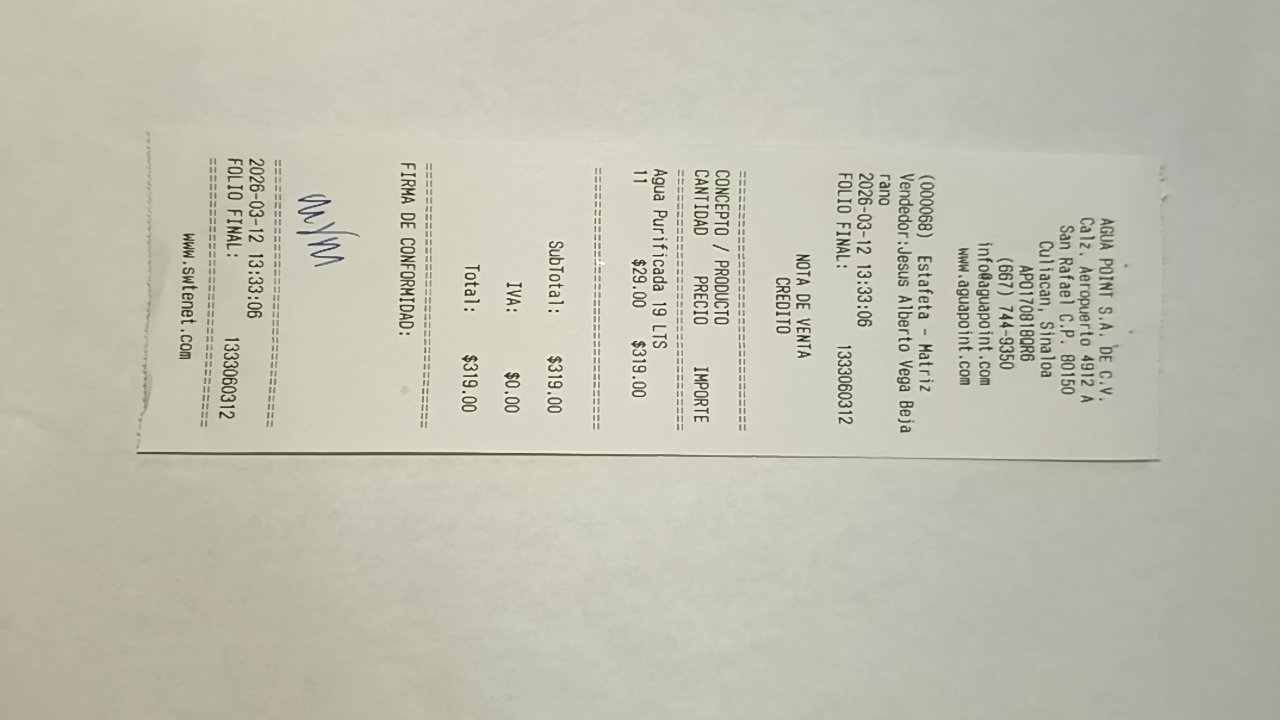 AGUA POINT S.A. DE C.V.
Calz. Aeropuerto 4912 A
San Rafael C.P. 80150
Culiacan, Sinaloa
APO170818QR6
(667) 744-9350
info@aguapoint.com
www.aguapoint.com
(000068) Estafeta - Matriz
Vendedor:Jesus Alberto Vega Beja
rano
2026-03-12 13:33:06
FOLIO FINAL: 1333060312
NOTA DE VENTA
CREDITO
================================
CONCEPTO / PRODUCTO
CANTIDAD PRECIO IMPORTE
================================
Agua Purificada 19 LTS
11 $29.00 $319.00
================================
SubTotal: $319.00
IVA: $0.00
Total: $319.00
================================
FIRMA DE CONFORMIDAD:
================================
2026-03-12 13:33:06
FOLIO FINAL: 1333060312
================================
www.swtenet.com